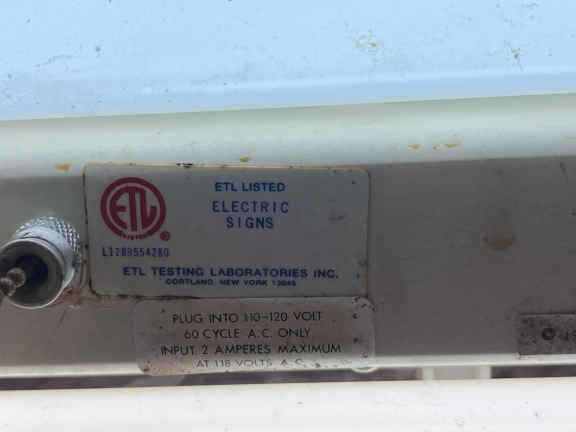 ETL LISTED
ETL
ELECTRIC
SIGNS
ETL TESTING LABORATORIES INC.
CORTLAND, NEW YORK 13045
PLUG INTO 110-120 VOLT
60 CYCLE A.C. ONLY
INPUT 2 AMPERES MAXIMUM
AT 118 VOLTS A.C.